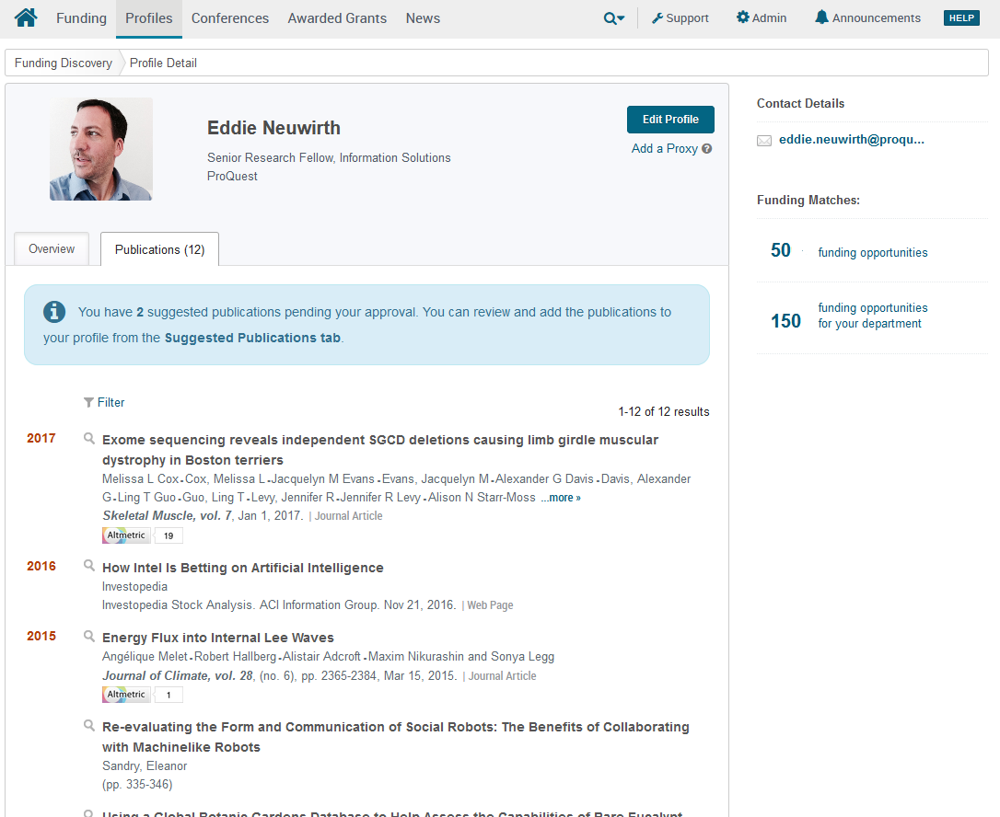 Funding Profiles Conferences Awarded Grants News Support Admin Announcements HELP
Funding Discovery Profile Detail
Eddie Neuwirth
Senior Research Fellow, Information Solutions
ProQuest
Edit Profile
Add a Proxy ?
Contact Details
eddie.neuwirth@proqu...
Funding Matches:
50 funding opportunities
150 funding opportunities
for your department
Overview Publications (12)
You have 2 suggested publications pending your approval. You can review and add the publications to
your profile from the Suggested Publications tab.
Filter
1-12 of 12 results
2017 Exome sequencing reveals independent SGCD deletions causing limb girdle muscular
dystrophy in Boston terriers
Melissa L Cox • Cox, Melissa L • Jacquelyn M Evans • Evans, Jacquelyn M • Alexander G Davis • Davis, Alexander
G • Ling T Guo • Guo, Ling T • Levy, Jennifer R • Jennifer R Levy • Alison N Starr-Moss ...more »
Skeletal Muscle, vol. 7, Jan 1, 2017. | Journal Article
Altmetric 19
2016 How Intel Is Betting on Artificial Intelligence
Investopedia
Investopedia Stock Analysis. ACI Information Group. Nov 21, 2016. | Web Page
2015 Energy Flux into Internal Lee Waves
Angélique Melet • Robert Hallberg • Alistair Adcroft • Maxim Nikurashin and Sonya Legg
Journal of Climate, vol. 28, (no. 6), pp. 2365-2384, Mar 15, 2015. | Journal Article
Altmetric 1
Re-evaluating the Form and Communication of Social Robots: The Benefits of Collaborating
with Machinelike Robots
Sandry, Eleanor
(pp. 335-346)
Using a Global Botanic Gardens Database to Help Assess the Capabilities of Rare Eucalypt